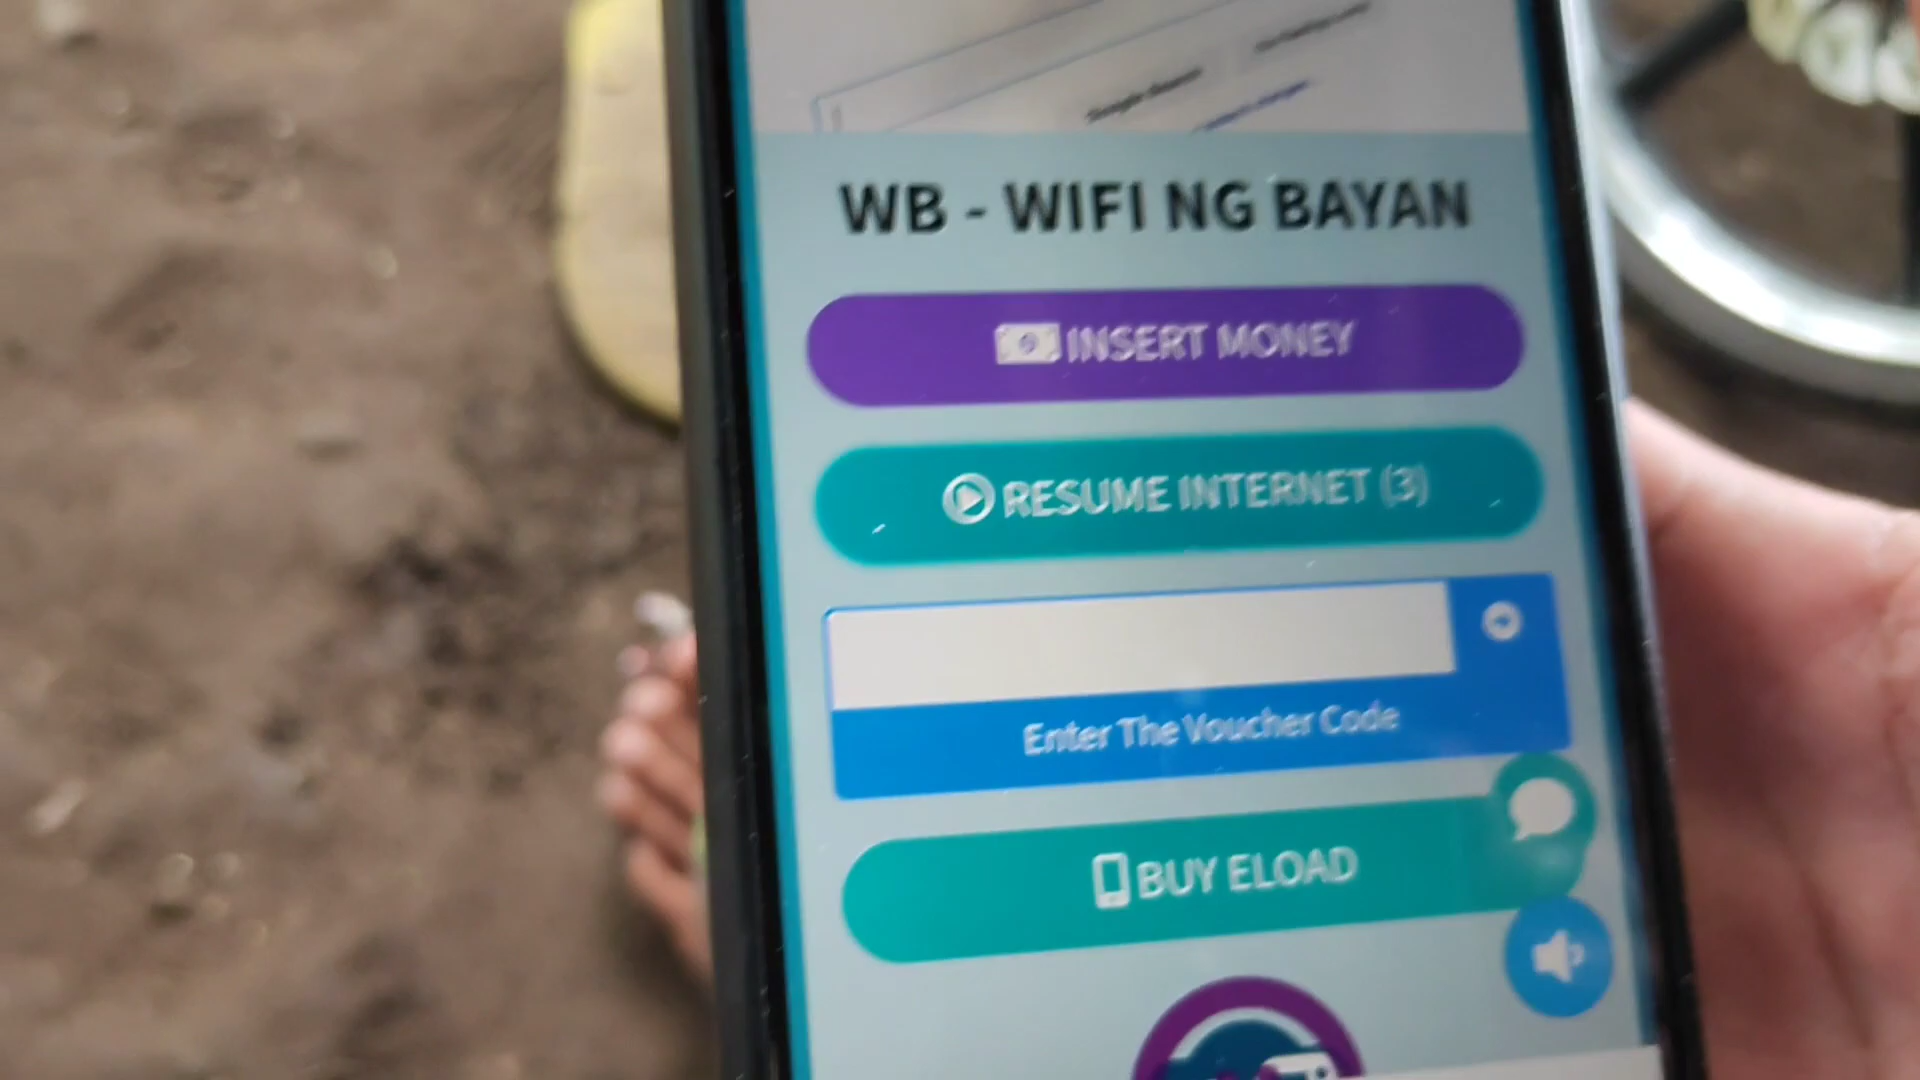 WB - WIFI NG BAYAN
INSERT MONEY
RESUME INTERNET (3)
Enter The Voucher Code
BUY ELOAD